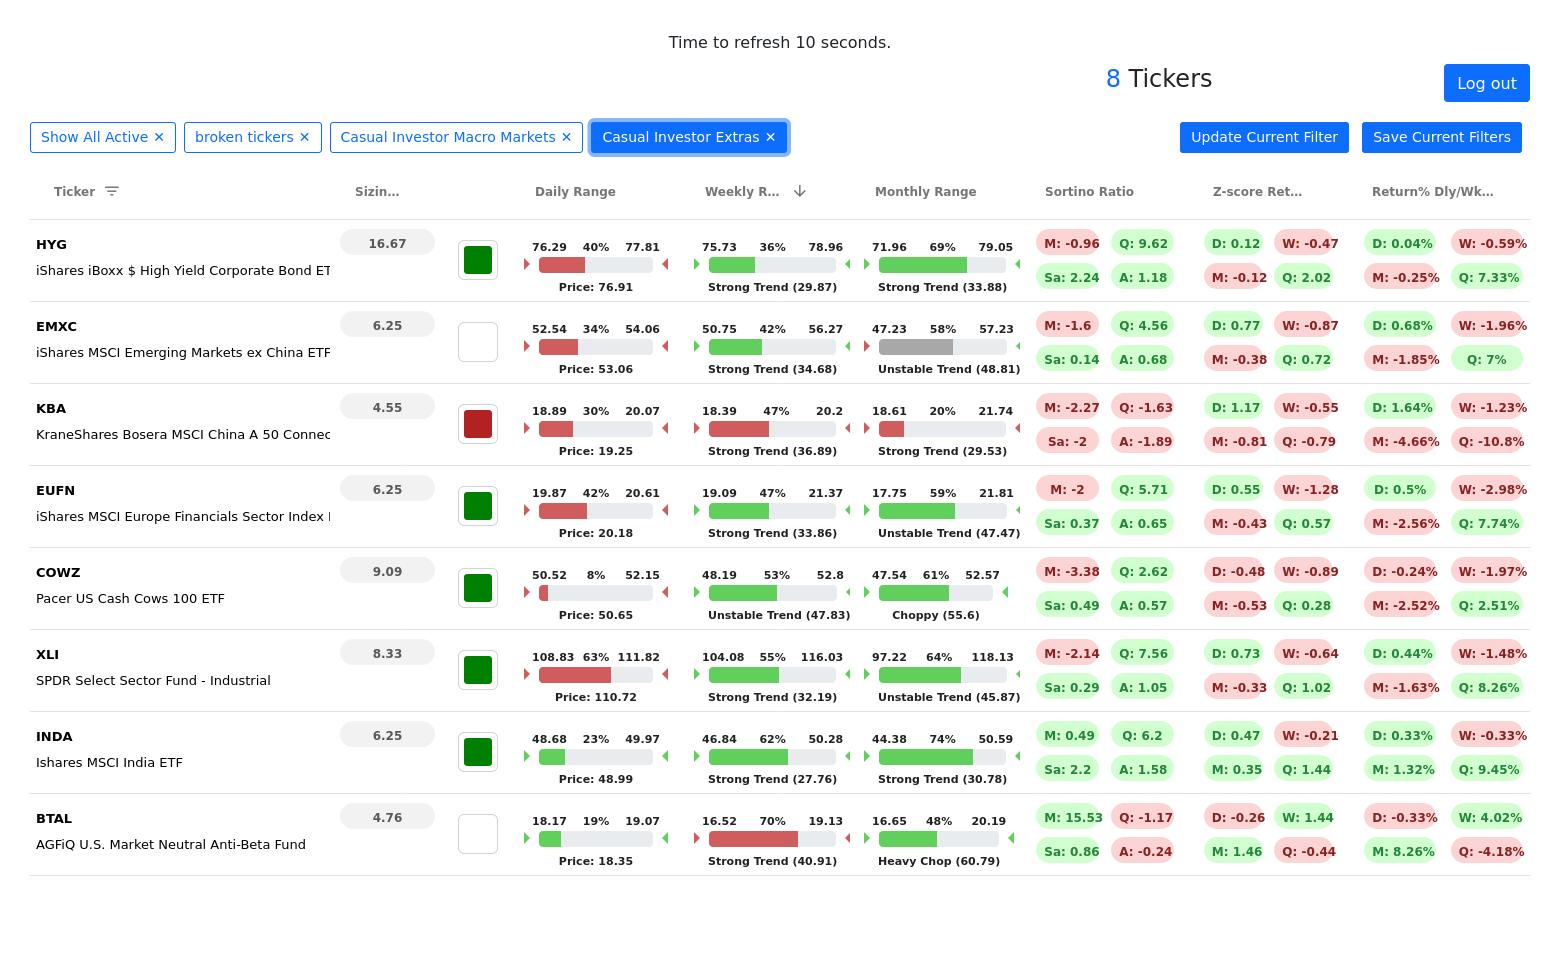 Time to refresh 10 seconds.
8 Tickers
Log out
Show All Active ✕ broken tickers ✕ Casual Investor Macro Markets ✕ Casual Investor Extras ✕ Update Current Filter Save Current Filters
Ticker Sizin... Daily Range Weekly R... Monthly Range Sortino Ratio Z-score Ret... Return% Dly/Wk...
HYG 16.67 76.29 40% 77.81 75.73 36% 78.96 71.96 69% 79.05 M: -0.96 Q: 9.62 D: 0.12 W: -0.47 D: 0.04% W: -0.59%
iShares iBoxx $ High Yield Corporate Bond ET Sa: 2.24 A: 1.18 M: -0.12 Q: 2.02 M: -0.25% Q: 7.33%
Price: 76.91 Strong Trend (29.87) Strong Trend (33.88)
EMXC 6.25 52.54 34% 54.06 50.75 42% 56.27 47.23 58% 57.23 M: -1.6 Q: 4.56 D: 0.77 W: -0.87 D: 0.68% W: -1.96%
iShares MSCI Emerging Markets ex China ETF Sa: 0.14 A: 0.68 M: -0.38 Q: 0.72 M: -1.85% Q: 7%
Price: 53.06 Strong Trend (34.68) Unstable Trend (48.81)
KBA 4.55 18.89 30% 20.07 18.39 47% 20.2 18.61 20% 21.74 M: -2.27 Q: -1.63 D: 1.17 W: -0.55 D: 1.64% W: -1.23%
KraneShares Bosera MSCI China A 50 Connec Sa: -2 A: -1.89 M: -0.81 Q: -0.79 M: -4.66% Q: -10.8%
Price: 19.25 Strong Trend (36.89) Strong Trend (29.53)
EUFN 6.25 19.87 42% 20.61 19.09 47% 21.37 17.75 59% 21.81 M: -2 Q: 5.71 D: 0.55 W: -1.28 D: 0.5% W: -2.98%
iShares MSCI Europe Financials Sector Index Sa: 0.37 A: 0.65 M: -0.43 Q: 0.57 M: -2.56% Q: 7.74%
Price: 20.18 Strong Trend (33.86) Unstable Trend (47.47)
COWZ 9.09 50.52 8% 52.15 48.19 53% 52.8 47.54 61% 52.57 M: -3.38 Q: 2.62 D: -0.48 W: -0.89 D: -0.24% W: -1.97%
Pacer US Cash Cows 100 ETF Sa: 0.49 A: 0.57 M: -0.53 Q: 0.28 M: -2.52% Q: 2.51%
Price: 50.65 Unstable Trend (47.83) Choppy (55.6)
XLI 8.33 108.83 63% 111.82 104.08 55% 116.03 97.22 64% 118.13 M: -2.14 Q: 7.56 D: 0.73 W: -0.64 D: 0.44% W: -1.48%
SPDR Select Sector Fund - Industrial Sa: 0.29 A: 1.05 M: -0.33 Q: 1.02 M: -1.63% Q: 8.26%
Price: 110.72 Strong Trend (32.19) Unstable Trend (45.87)
INDA 6.25 48.68 23% 49.97 46.84 62% 50.28 44.38 74% 50.59 M: 0.49 Q: 6.2 D: 0.47 W: -0.21 D: 0.33% W: -0.33%
Ishares MSCI India ETF Sa: 2.2 A: 1.58 M: 0.35 Q: 1.44 M: 1.32% Q: 9.45%
Price: 48.99 Strong Trend (27.76) Strong Trend (30.78)
BTAL 4.76 18.17 19% 19.07 16.52 70% 19.13 16.65 48% 20.19 M: 15.53 Q: -1.17 D: -0.26 W: 1.44 D: -0.33% W: 4.02%
AGFiQ U.S. Market Neutral Anti-Beta Fund Sa: 0.86 A: -0.24 M: 1.46 Q: -0.44 M: 8.26% Q: -4.18%
Price: 18.35 Strong Trend (40.91) Heavy Chop (60.79)